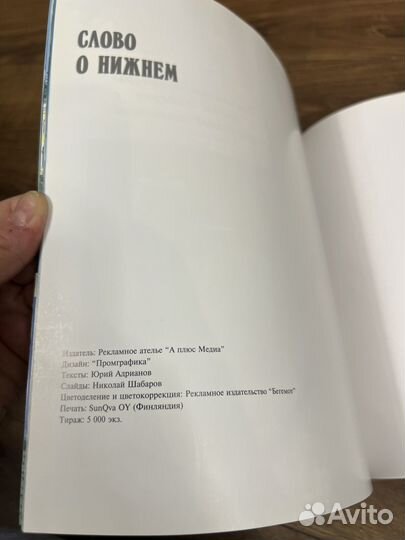 СЛОВО
О НИЖНЕМ
Издатель: Рекламное ателье "А плюс Медиа"
Дизайн: "Промграфика"
Тексты: Юрий Адрианов
Слайды: Николай Шабаров
Цветоделение и цветокоррекция: Рекламное издательство "Бегемот"
Печать: SunQva OY (Финляндия)
Тираж: 5 000 экз.
Avito